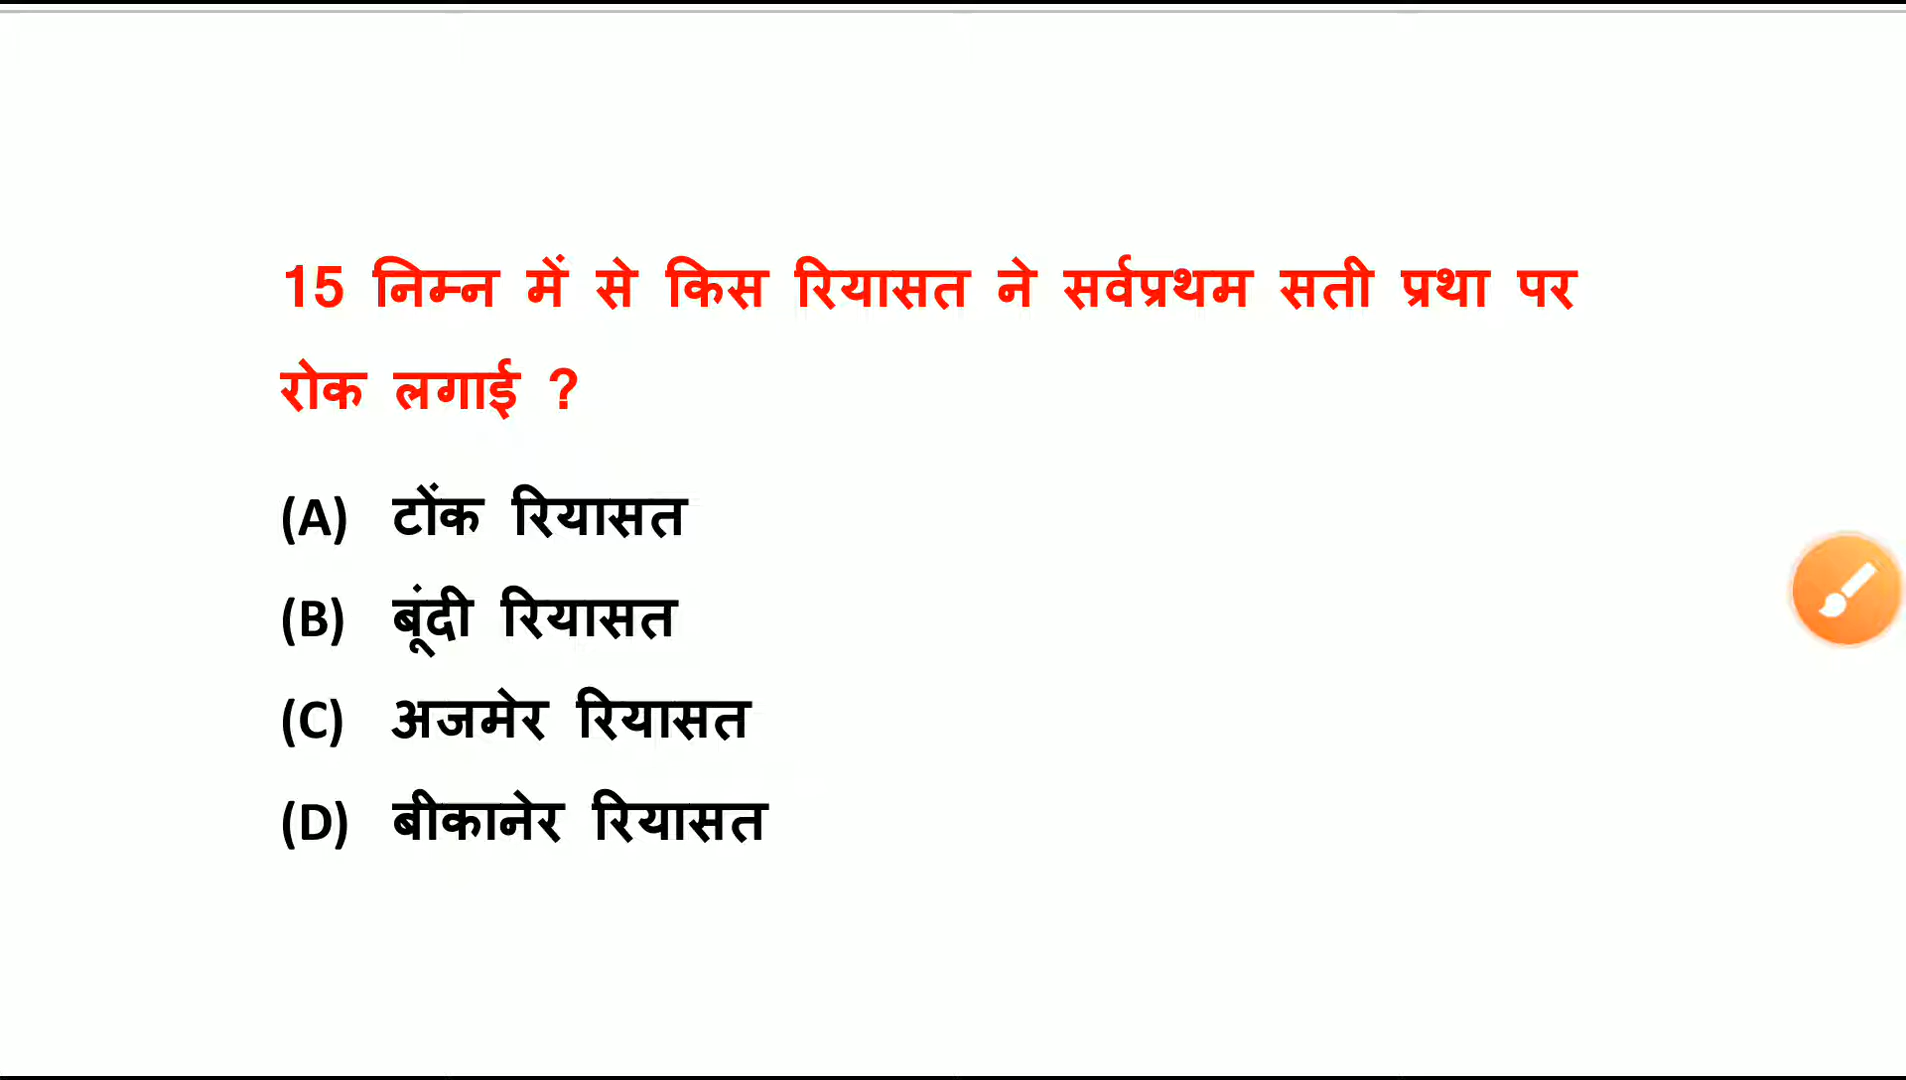 15 निम्न में से किस रियासत ने सर्वप्रथम सती प्रथा पर
रोक लगाई ?
(A) टोंक रियासत
(B) बूंदी रियासत
(C) अजमेर रियासत
(D) बीकानेर रियासत